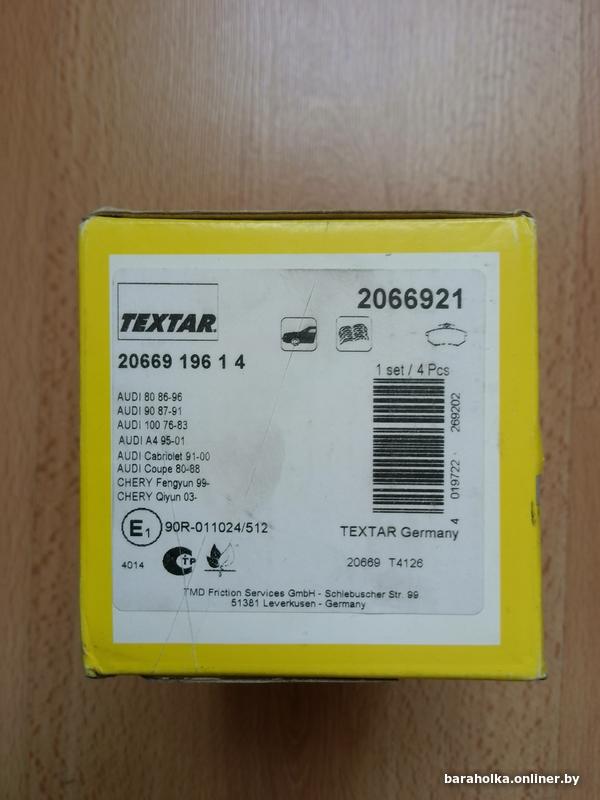 TEXTAR
2066921
20669 196 1 4
1 set / 4 Pcs
AUDI 80 86-96
AUDI 90 87-91
AUDI 100 76-83
AUDI A4 95-01
AUDI Cabriolet 91-00
AUDI Coupe 80-88
CHERY Fengyun 99-
CHERY Qiyun 03-
4 019722 269202
E1 90R-011024/512
TEXTAR Germany
4014
СTP
20669 T4126
TMD Friction Services GmbH - Schlebuscher Str. 99
51381 Leverkusen - Germany
baraholka.onliner.by